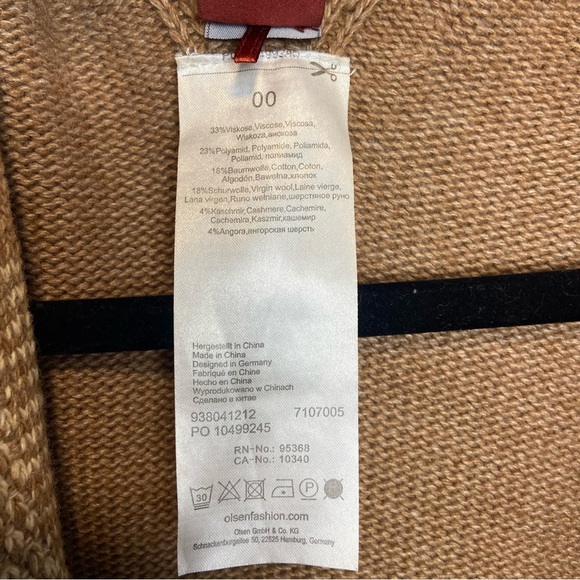 00
33%Viskose,Viscose,Viscosa,
Wiskoza,вискоза
23%Polyamid, Polyamide, Poliamida,
Poliamid, полиамид
18%Baumwolle,Cotton,Coton,
Algodón,Bawełna,хлопок
18%Schurwolle,Virgin wool,Laine vierge,
Lana virgen,Runo wełniane,шерстяное руно
4%Kaschmir,Cashmere,Cachemire,
Cachemira,Kaszmir,кашемир
4%Angora,ангорская шерсть
Hergestellt in China
Made in China
Designed in Germany
Fabriqué en Chine
Hecho en China
Wyprodukowano w Chinach
Сделано в китае
938041212 7107005
PO 10499245
RN-No.: 95368
CA-No.: 10340
30
P
olsenfashion.com
Olsen GmbH & Co. KG
Schnackenburgallee 50, 22525 Hamburg, Germany